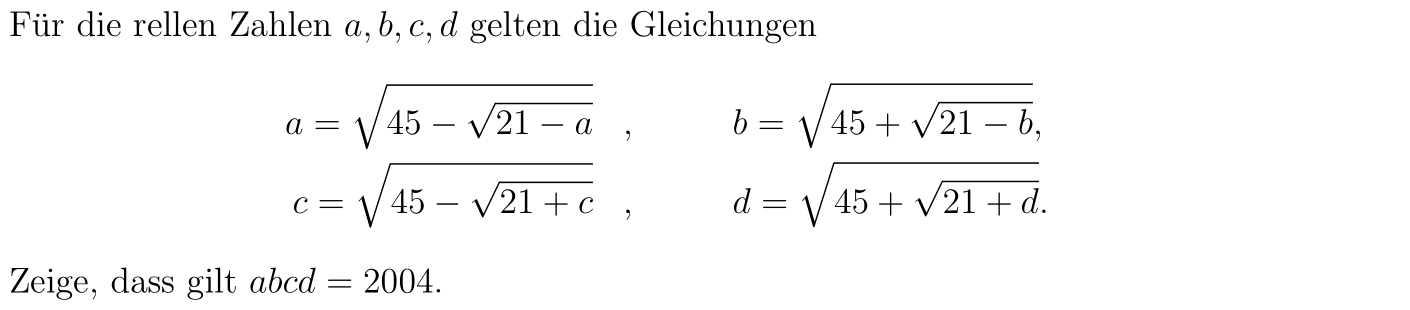 Für die rellen Zahlen a, b, c, d gelten die Gleichungen
a = √(45 − √(21 − a)) , b = √(45 + √(21 − b)),
c = √(45 − √(21 + c)) , d = √(45 + √(21 + d)).
Zeige, dass gilt abcd = 2004.